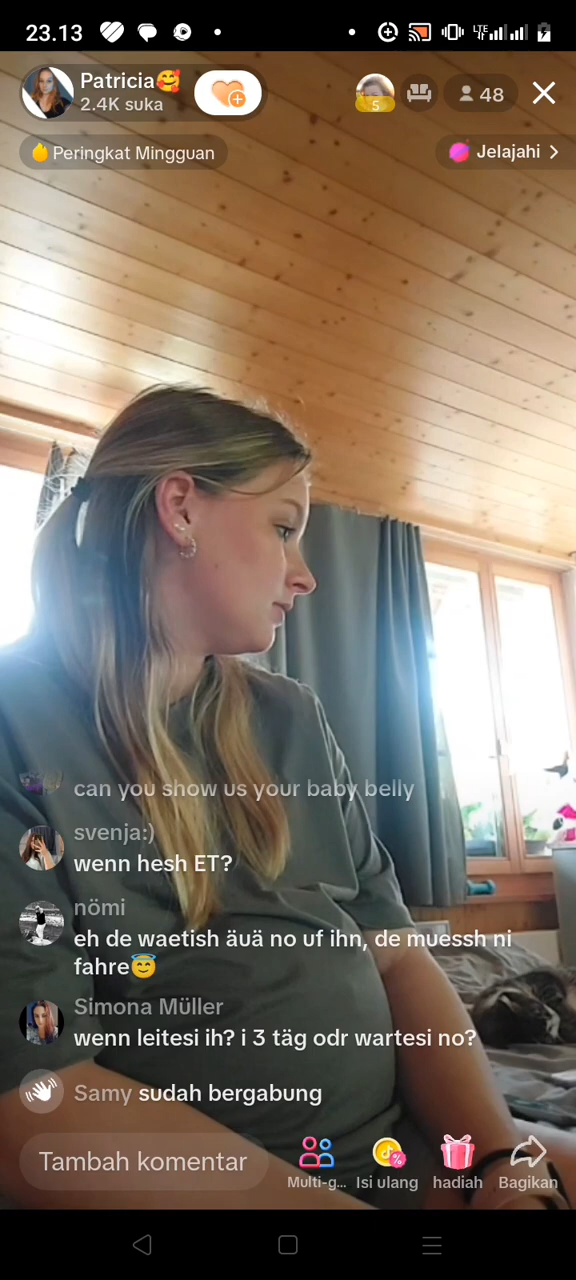 23.13
LTE
Patricia🥰
2.4K suka
5
48
Peringkat Mingguan
Jelajahi >
can you show us your baby belly
svenja:)
wenn hesh ET?
nömi
eh de waetish äuä no uf ihn, de muessh ni
fahre😇
Simona Müller
wenn leitesi ih? i 3 täg odr wartesi no?
Samy sudah bergabung
Tambah komentar
Multi-g...
Isi ulang
hadiah
Bagikan